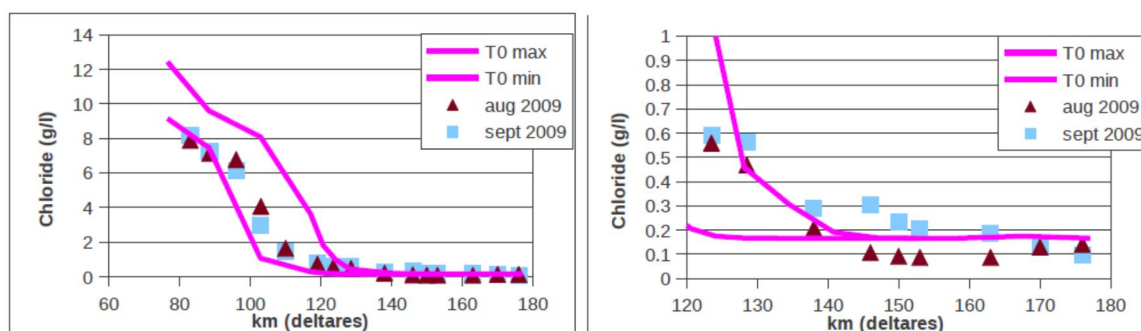 14
12
10
8
6
4
2
0
Chloride (g/l)
60 80 100 120 140 160 180
km (deltares)
T0 max
T0 min
aug 2009
sept 2009
1
0.9
0.8
0.7
0.6
0.5
0.4
0.3
0.2
0.1
0
Chloride (g/l)
120 130 140 150 160 170 180
km (deltares)
T0 max
T0 min
aug 2009
sept 2009